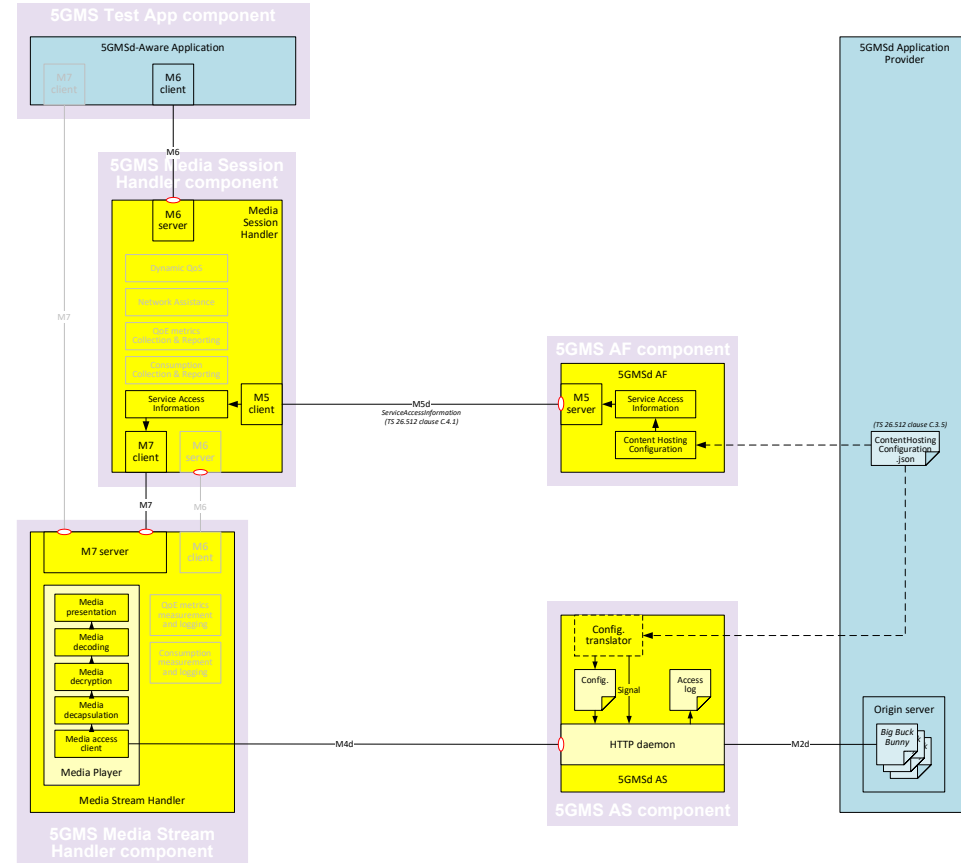 5GMS Test App component
5GMSd-Aware Application
M7
client
M6
client
M6
5GMS Media Session
Handler component
M6
server
Media
Session
Handler
Dynamic QoS
Network Assistance
QoE metrics
Collection & Reporting
Consumption
Collection & Reporting
Service Access
Information
M5
client
M7
client
M6
server
M7
M7
M6
M5d
ServiceAccessInformation
(TS 26.512 clause C.4.1)
5GMS AF component
5GMSd AF
M5
server
Service Access
Information
Content Hosting
Configuration
5GMSd Application
Provider
(TS 26.512 clause C.3.5)
ContentHosting
Configuration
.json
M7 server
M6
client
Media
presentation
Media
decoding
Media
decryption
Media
decapsulation
Media access
client
Media Player
QoE metrics
measurement
and logging
Consumption
measurement
and logging
Media Stream Handler
5GMS Media Stream
Handler component
M4d
Config.
translator
Config.
Signal
Access
log
HTTP daemon
5GMSd AS
5GMS AS component
M2d
Origin server
Big Buck
Bunny